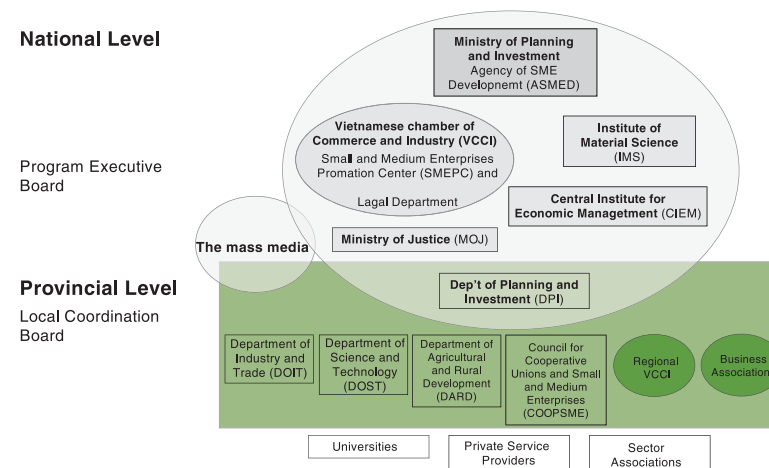 National Level
Ministry of Planning
and Investment
Agency of SME
Developnemt (ASMED)
Vietnamese chamber of
Commerce and Industry (VCCI)
Small and Medium Enterprises
Promation Center (SMEPC) and
Lagal Department
Institute of
Material Science
(IMS)
Program Executive
Board
Central Institute for
Economic Managtment (CIEM)
The mass media
Ministry of Justice (MOJ)
Provincial Level
Local Coordination
Board
Dep't of Planning and
Investment (DPI)
Department of
Industry and
Trade (DOIT)
Department of
Science and
Technology
(DOST)
Department of
Agricultural
and Rural
Development
(DARD)
Council for
Cooperative
Unions and Small
and Medium
Enterprises
(COOPSME)
Regional
VCCI
Business
Association
Universities
Private Service
Providers
Sector
Associations